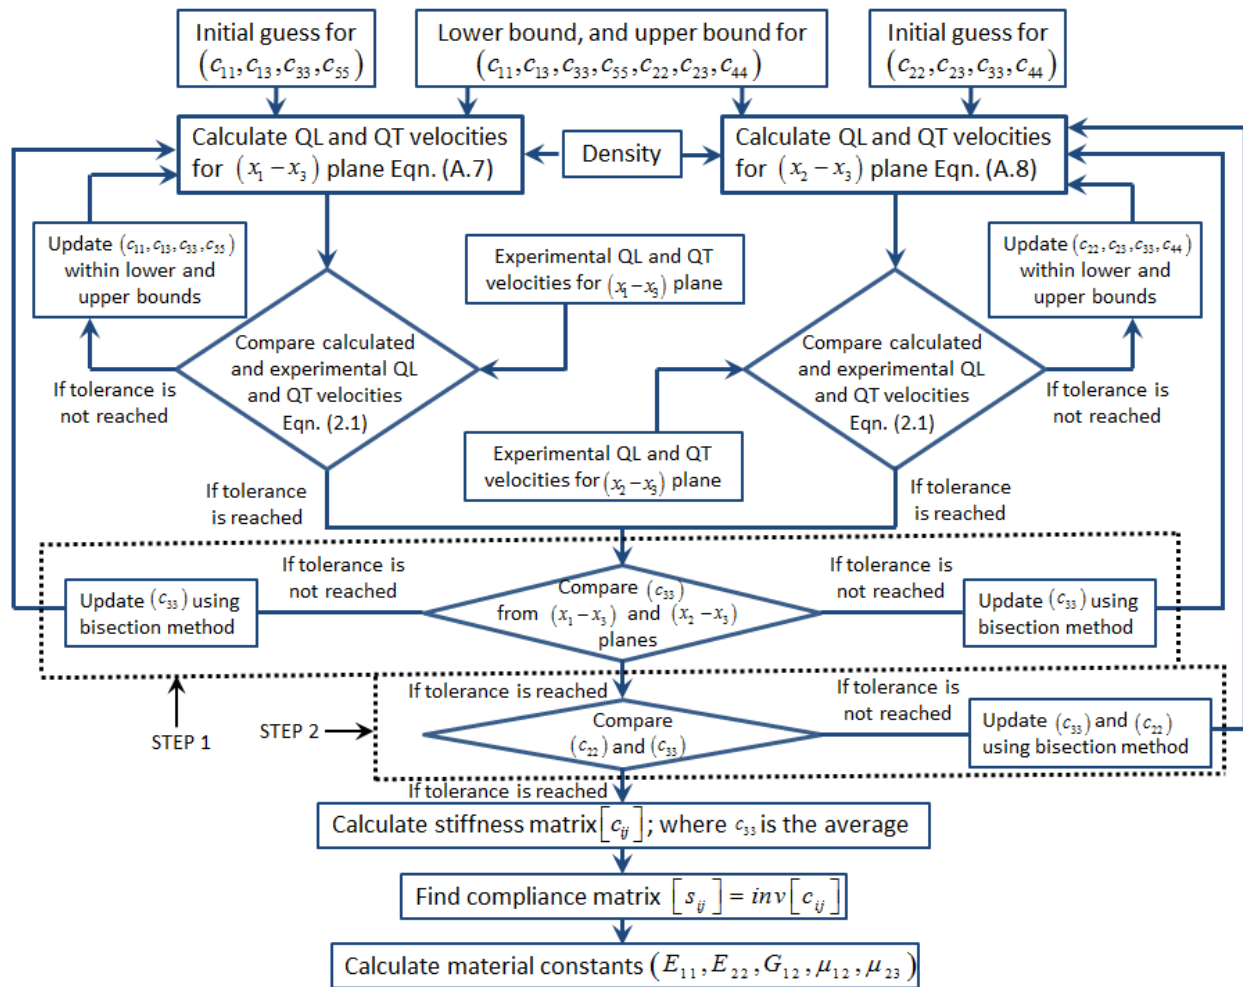 Initial guess for
(c₁₁, c₁₃, c₃₃, c₅₅)
Lower bound, and upper bound for
(c₁₁, c₁₃, c₃₃, c₅₅, c₂₂, c₂₃, c₄₄)
Initial guess for
(c₂₂, c₂₃, c₃₃, c₄₄)
Calculate QL and QT velocities
for (x₁ − x₃) plane Eqn. (A.7)
Density
Calculate QL and QT velocities
for (x₂ − x₃) plane Eqn. (A.8)
Update (c₁₁, c₁₃, c₃₃, c₅₅)
within lower and
upper bounds
Experimental QL and QT
velocities for (x₁ − x₃) plane
Update (c₂₂, c₂₃, c₃₃, c₄₄)
within lower and
upper bounds
Compare calculated
and experimental QL
and QT velocities
Eqn. (2.1)
Compare calculated
and experimental QL
and QT velocities
Eqn. (2.1)
If tolerance is
not reached
If tolerance is
not reached
Experimental QL and QT
velocities for (x₂ − x₃) plane
If tolerance
is reached
If tolerance
is reached
If tolerance is
not reached
If tolerance is
not reached
Update (c₃₃) using
bisection method
Compare (c₃₃)
from (x₁ − x₃) and (x₂ − x₃)
planes
Update (c₃₃) using
bisection method
If tolerance is reached
If tolerance is
not reached
STEP 1
STEP 2
Compare
(c₂₂) and (c₃₃)
Update (c₃₃) and (c₂₂)
using bisection method
If tolerance is reached
Calculate stiffness matrix [c_ij]; where c₃₃ is the average
Find compliance matrix [s_ij] = inv[c_ij]
Calculate material constants (E₁₁, E₂₂, G₁₂, μ₁₂, μ₂₃)